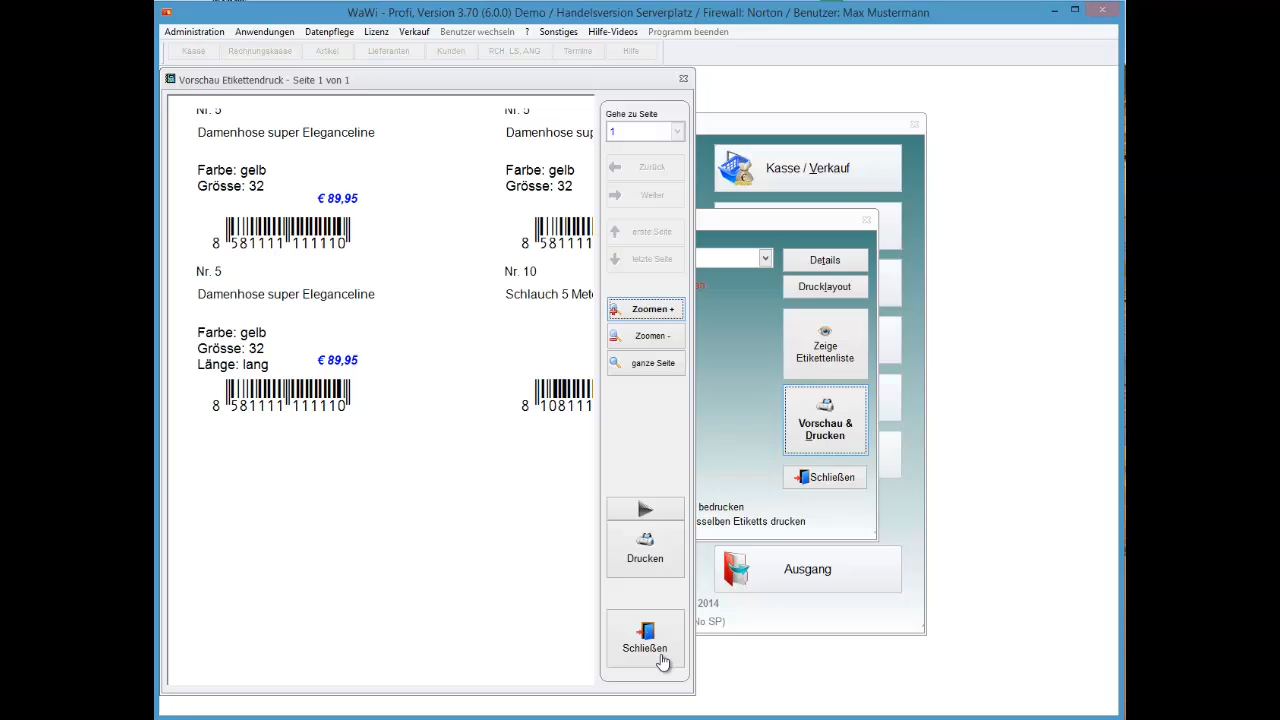 WaWi - Profi, Version 3.70 (6.0.0) Demo / Handelsversion Serverplatz / Firewall: Norton / Benutzer: Max Mustermann
Administration Anwendungen Datenpflege Lizenz Verkauf Benutzer wechseln ? Sonstiges Hilfe-Videos Programm beenden
Kasse Rechnungskasse Artikel Lieferanten Kunden RCH, LS, ANG Termine Hilfe
Vorschau Etikettendruck - Seite 1 von 1
Nr. 5 Nr. 5
Damenhose super Eleganceline Damenhose sup
Farbe: gelb Farbe: gelb
Grösse: 32 Grösse: 32
€ 89,95
8 581111 111110 8 58111
Nr. 5 Nr. 10
Damenhose super Eleganceline Schlauch 5 Met
Farbe: gelb
Grösse: 32
Länge: lang € 89,95
8 581111 111110 8 108111
Gehe zu Seite
1
Zurück
Weiter
erste Seite
letzte Seite
Zoomen +
Zoomen -
ganze Seite
Drucken
Schließen
Kasse / Verkauf
Details
Drucklayout
Zeige
Etikettenliste
Vorschau &
Drucken
Schließen
bedrucken
sselben Etiketts drucken
Ausgang
2014
No SP)